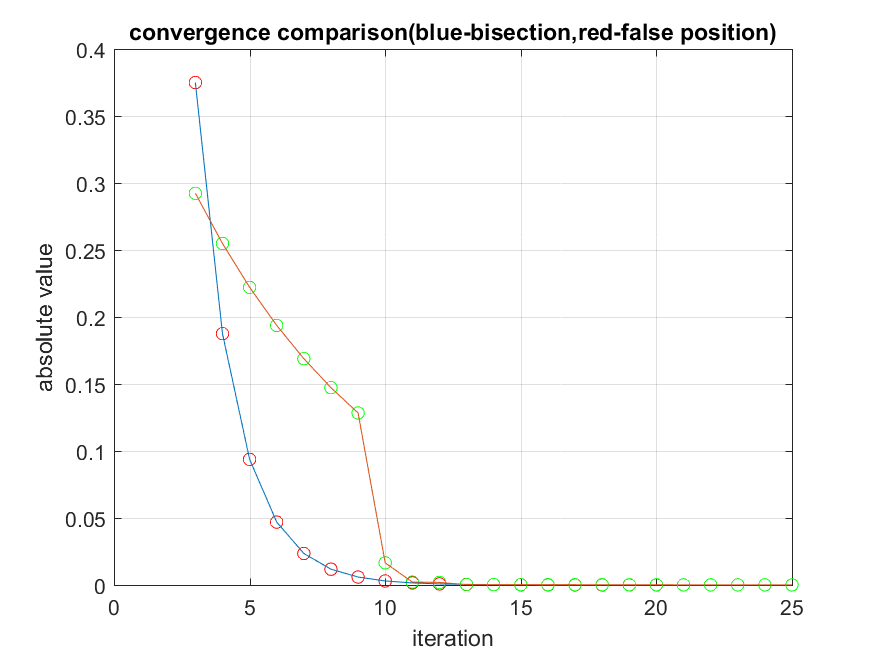 convergence comparison(blue-bisection,red-false position)
0.4
0.35
0.3
0.25
0.2
0.15
0.1
0.05
0
absolute value
0 5 10 15 20 25
iteration